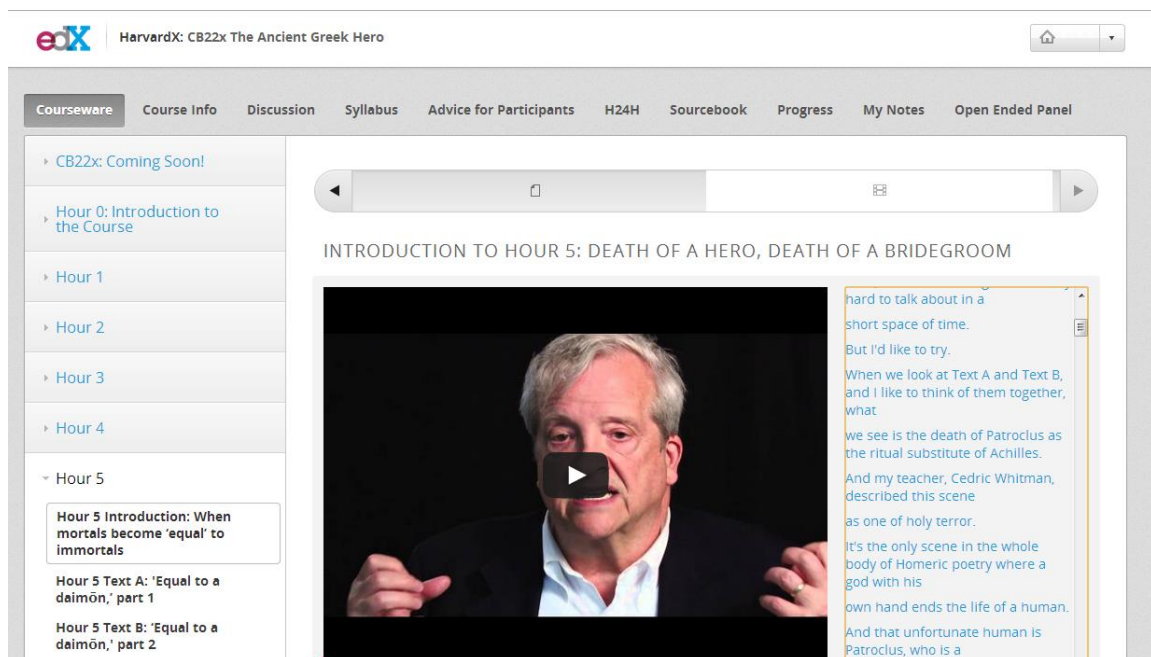 edX
HarvardX: CB22x The Ancient Greek Hero
Courseware
Course Info
Discussion
Syllabus
Advice for Participants
H24H
Sourcebook
Progress
My Notes
Open Ended Panel
CB22x: Coming Soon!
Hour 0: Introduction to
the Course
Hour 1
Hour 2
Hour 3
Hour 4
Hour 5
Hour 5 Introduction: When
mortals become ‘equal’ to
immortals
Hour 5 Text A: 'Equal to a
daimōn,’ part 1
Hour 5 Text B: ‘Equal to a
daimōn,' part 2
INTRODUCTION TO HOUR 5: DEATH OF A HERO, DEATH OF A BRIDEGROOM
hard to talk about in a
short space of time.
But I'd like to try.
When we look at Text A and Text B,
and I like to think of them together,
what
we see is the death of Patroclus as
the ritual substitute of Achilles.
And my teacher, Cedric Whitman,
described this scene
as one of holy terror.
It's the only scene in the whole
body of Homeric poetry where a
god with his
own hand ends the life of a human.
And that unfortunate human is
Patroclus, who is a